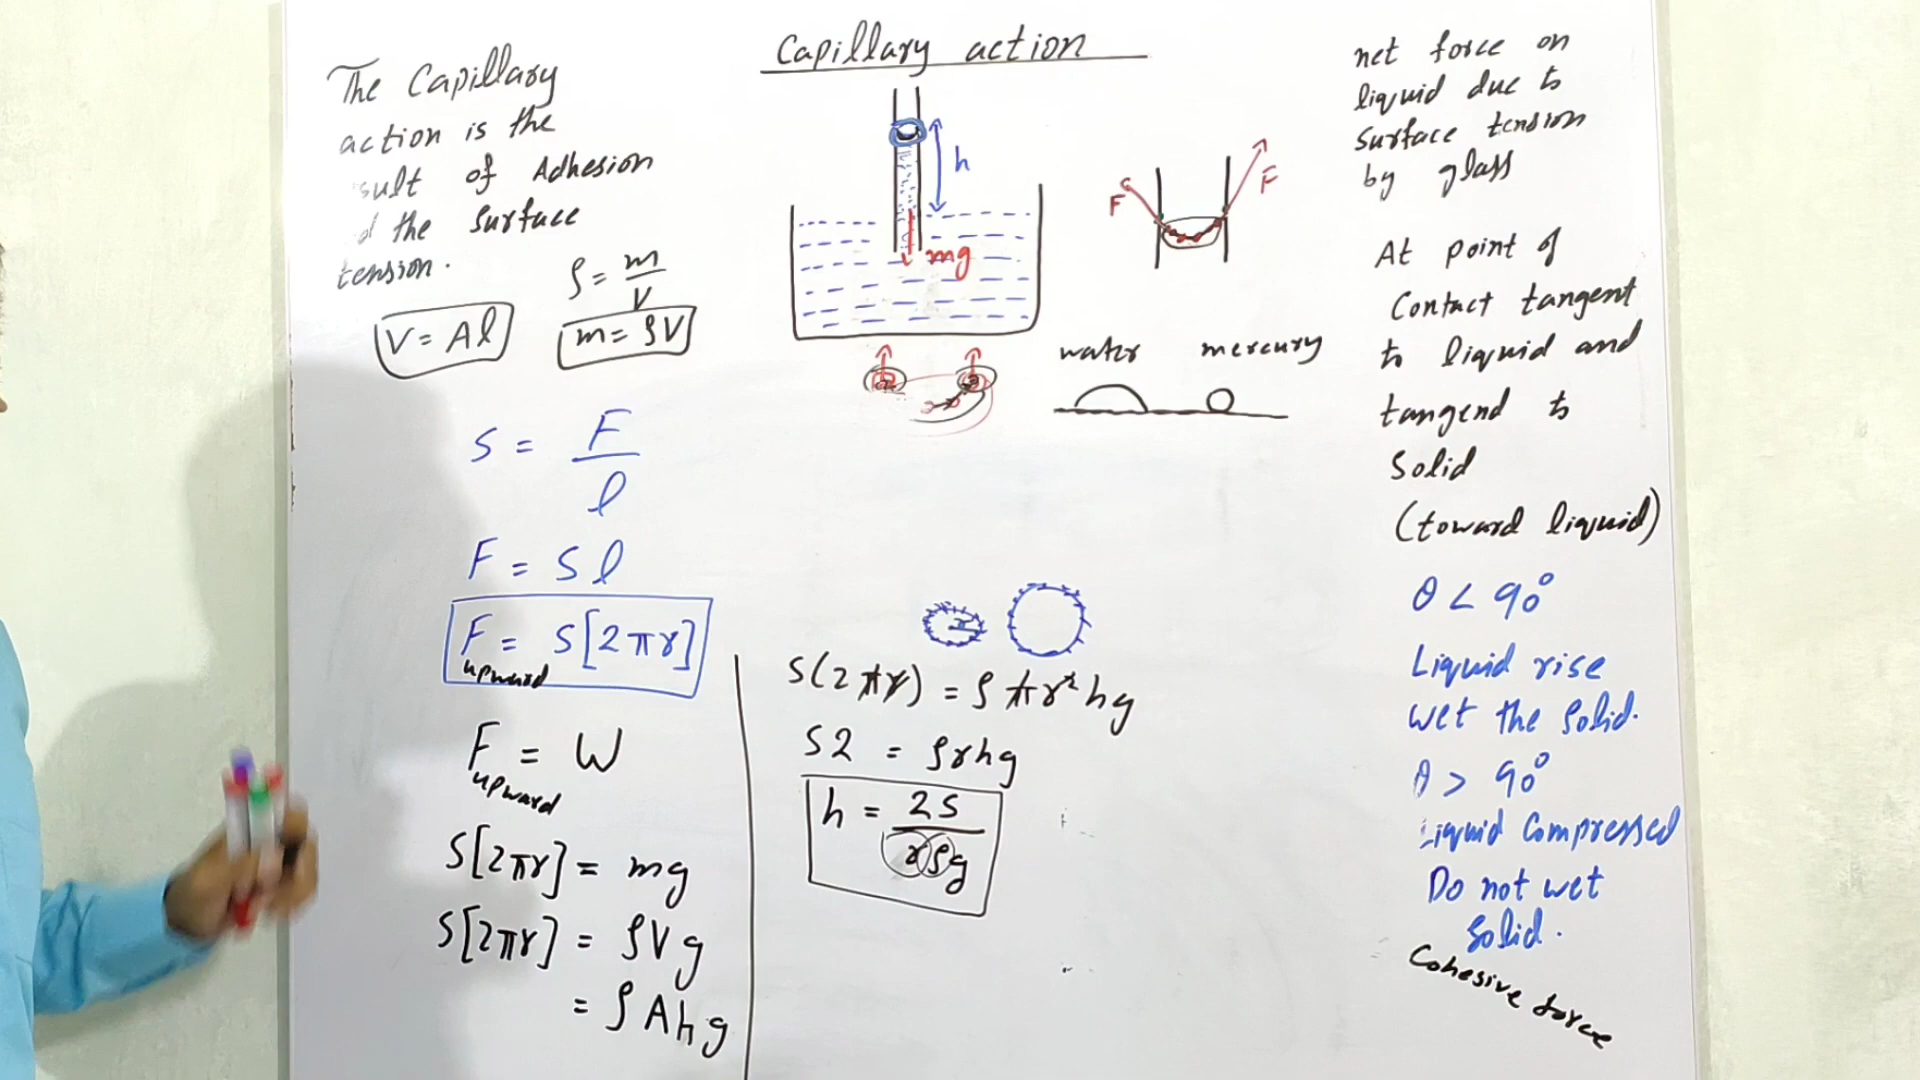 Capillary action
The Capillary
action is the
sult of Adhesion
d the surface
tension.
ρ = m/V
V = Al
m = ρV
S = F/l
F = Sl
F = S[2πr]
upward
F = W
upward
S[2πr] = mg
S[2πr] = ρVg
= ρAhg
h
mg
F
F
water mercury
r
S(2πr) = ρπr²hg
S2 = ρrhg
h = 2S/rρg
net force on
liquid due to
surface tension
by glass
At point of
Contact tangent
to liquid and
tangend to
Solid
(toward liquid)
θ < 90°
Liquid rise
wet the solid.
θ > 90°
Liquid Compressed
Do not wet
Solid.
Cohesive force